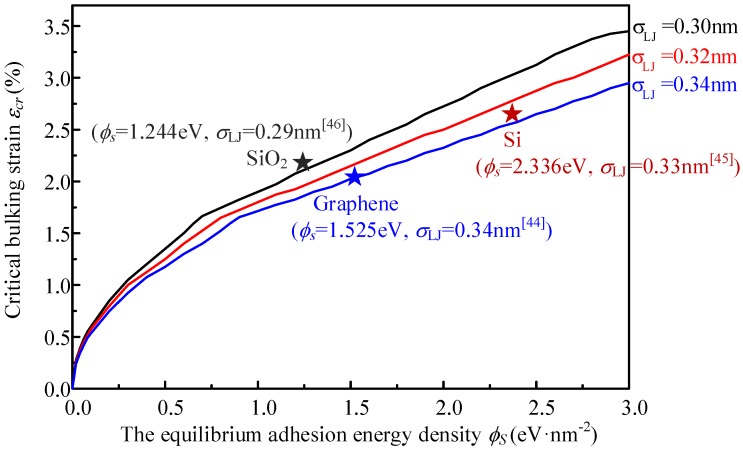 σLJ =0.30nm
3.5
σLJ =0.32nm
3.0
σLJ =0.34nm
2.5
(ϕs=1.244eV, σLJ=0.29nm[46])
Si
SiO2
(ϕs=2.336eV, σLJ=0.33nm[45])
2.0
Graphene
(ϕs=1.525eV, σLJ=0.34nm[44])
1.5
1.0
0.5
0.0
Critical bulking strain εcr (%)
0.0 0.5 1.0 1.5 2.0 2.5 3.0
The equilibrium adhesion energy density ϕS (eV·nm-2)